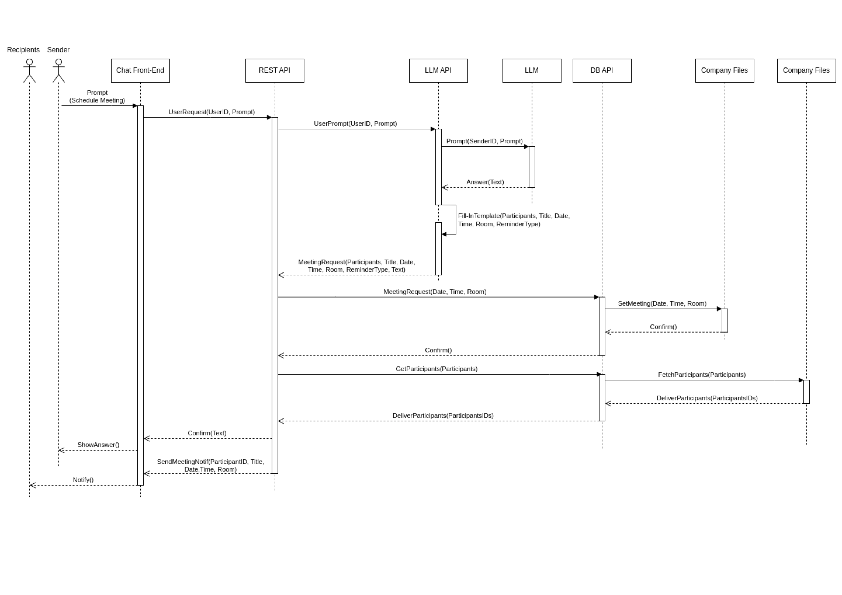 Recipients
Sender
Chat Front-End
REST API
LLM API
LLM
DB API
Company Files
Company Files
Prompt
(Schedule Meeting)
UserRequest(UserID, Prompt)
UserPrompt(UserID, Prompt)
Prompt(SenderID, Prompt)
Answer(Text)
Fill-InTemplate(Participants, Title, Date,
Time, Room, ReminderType)
MeetingRequest(Participants, Title, Date,
Time, Room, ReminderType, Text)
MeetingRequest(Date, Time, Room)
SetMeeting(Date, Time, Room)
Confirm()
Confirm()
GetParticipants(Participants)
FetchParticipants(Participants)
DeliverParticipants(ParticipantsIDs)
DeliverParticipants(ParticipantsIDs)
Confirm(Text)
ShowAnswer()
SendMeetingNotif(ParticipantID, Title,
Date,Time, Room)
Notify()